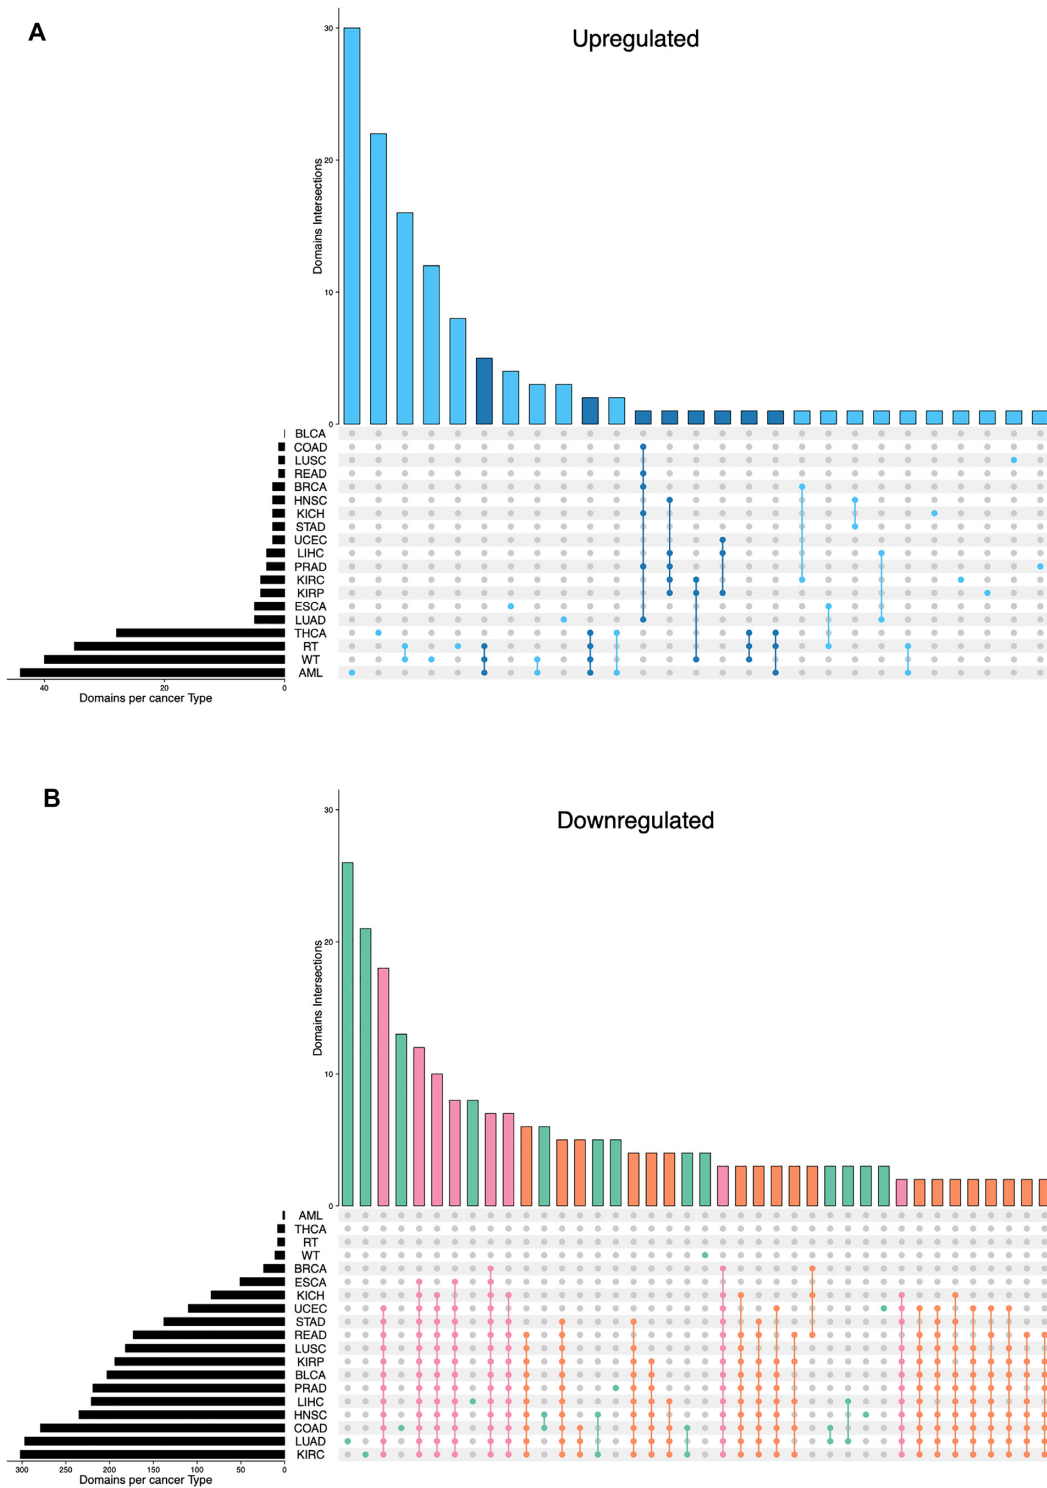 A
Upregulated
30
20
10
0
Domains Intersections
BLCA
COAD
LUSC
READ
BRCA
HNSC
KICH
STAD
UCEC
LIHC
PRAD
KIRC
KIRP
ESCA
LUAD
THCA
RT
WT
AML
40 20 0
Domains per cancer Type
B
Downregulated
30
20
10
0
Domains Intersections
AML
THCA
RT
WT
BRCA
ESCA
KICH
UCEC
STAD
READ
LUSC
KIRP
BLCA
PRAD
LIHC
HNSC
COAD
LUAD
KIRC
300 250 200 150 100 50 0
Domains per cancer Type